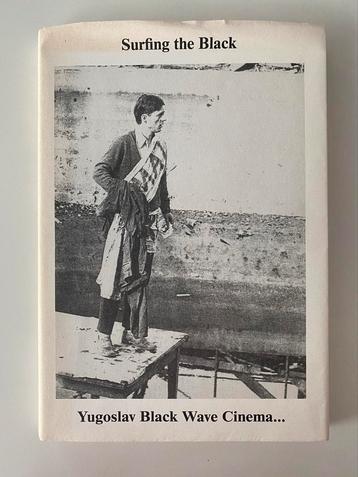 Surfing the Black
Yugoslav Black Wave Cinema...